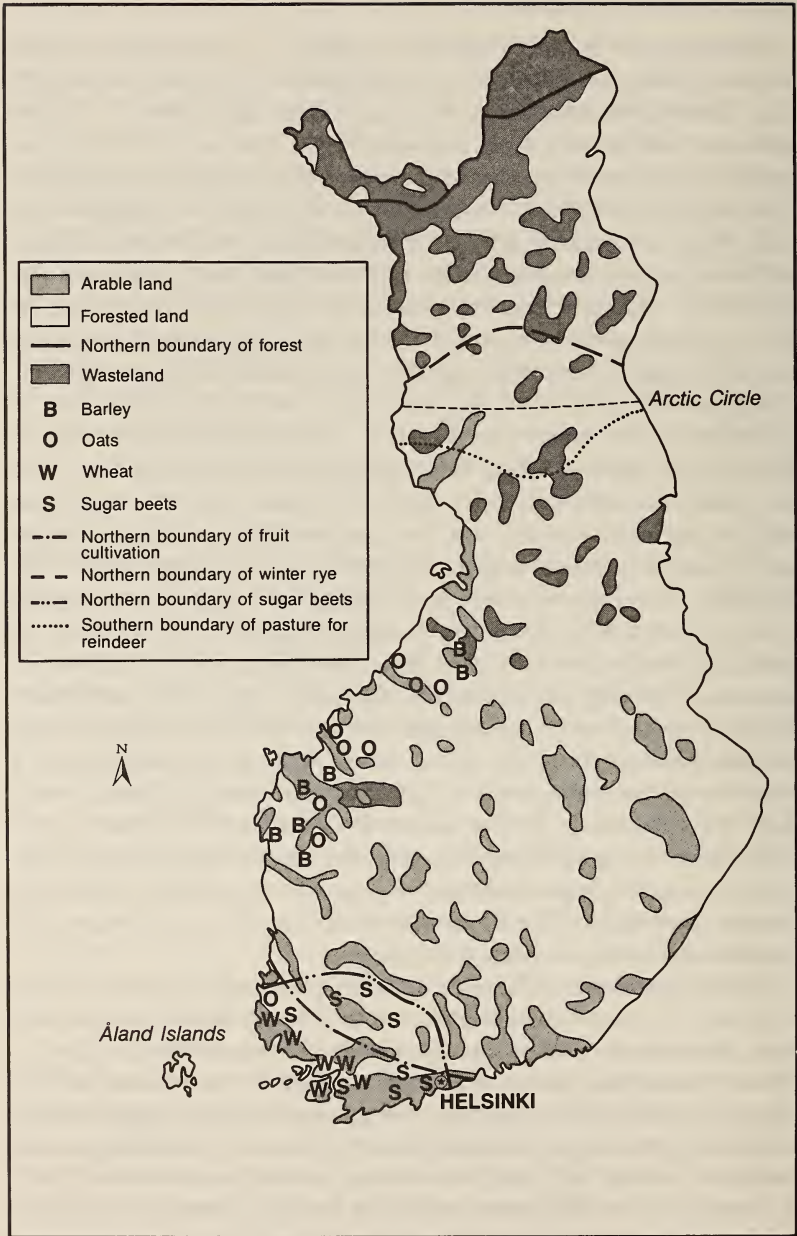 Arable land
Forested land
Northern boundary of forest
Wasteland
B Barley
O Oats
W Wheat
S Sugar beets
Northern boundary of fruit
cultivation
Northern boundary of winter rye
Northern boundary of sugar beets
Southern boundary of pasture for
reindeer
Arctic Circle
B
B
O
O O
O
O O
B
B
O
B
B
O
B
S
S
O
S
W
S
W
Åland Islands
W W
S
W
S
W
S
S
HELSINKI
N